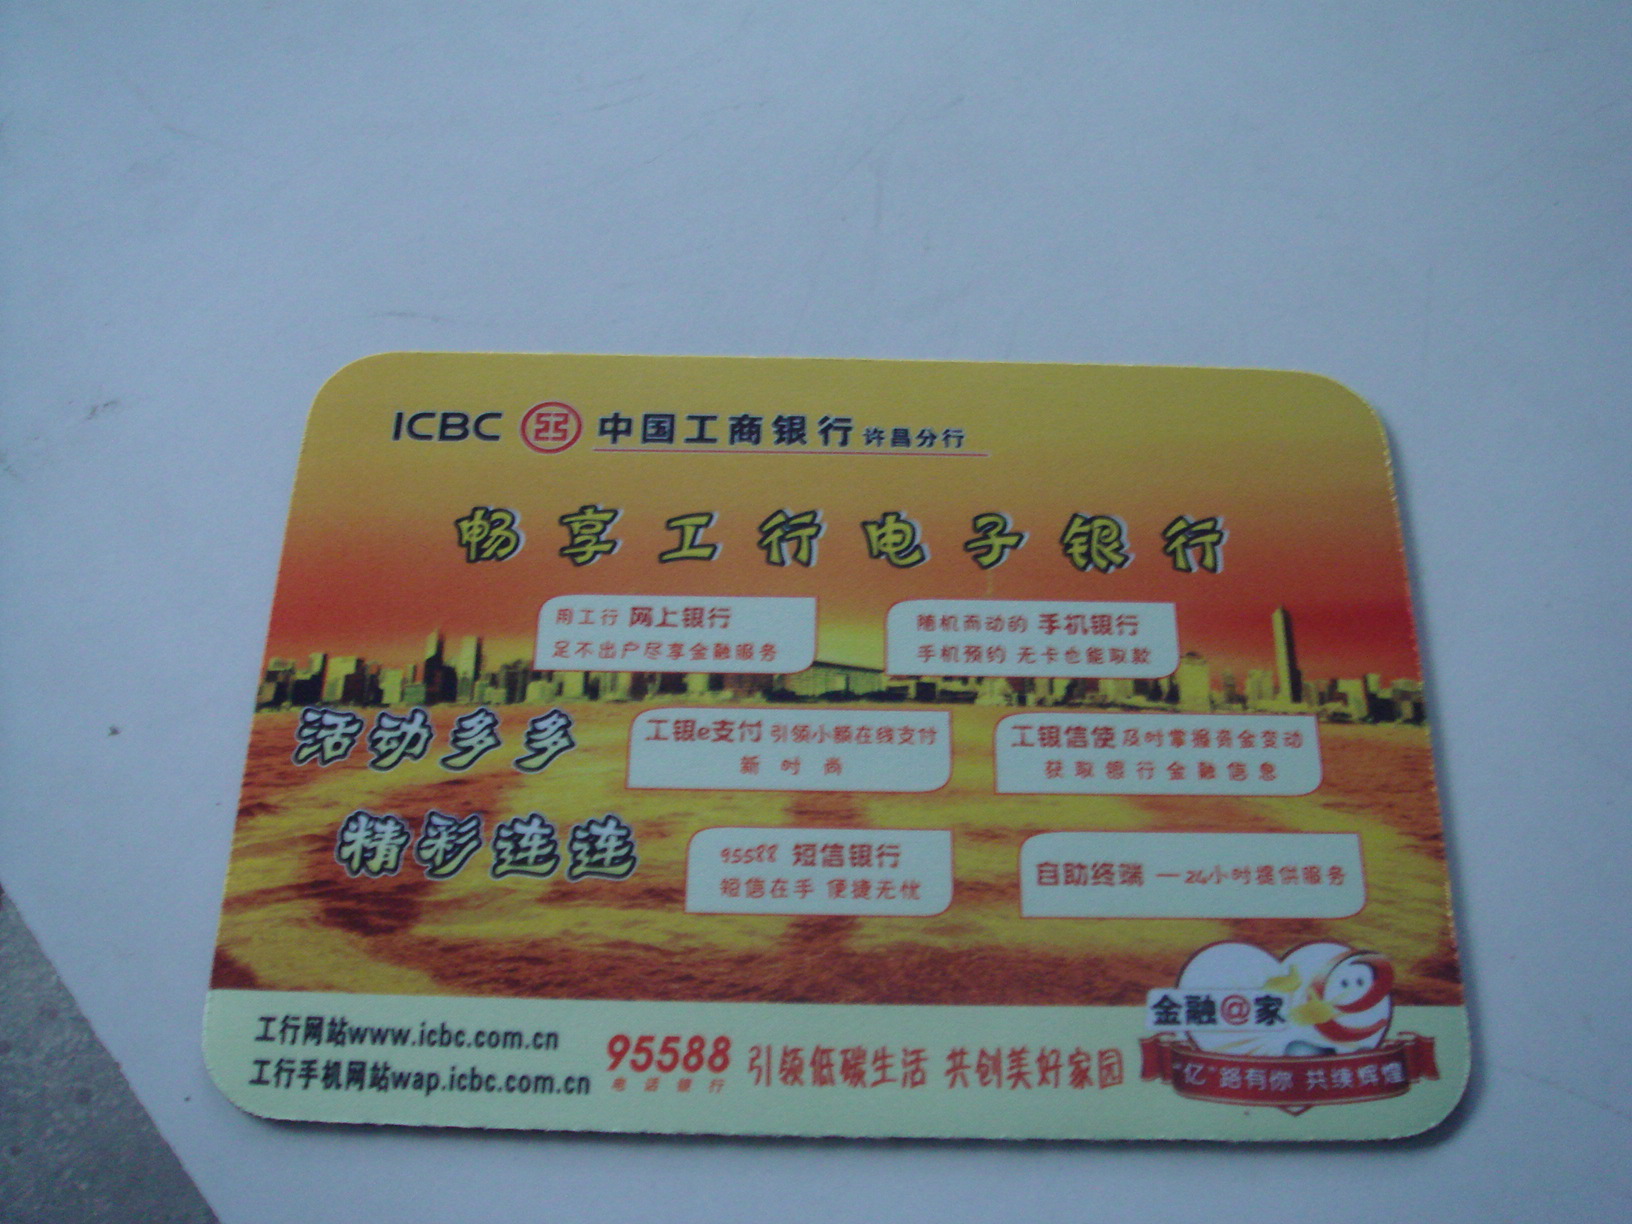 ICBC 中国工商银行 许昌分行
畅享工行电子银行
用工行 网上银行
足不出户尽享金融服务
随机而动的 手机银行
手机预约 无卡也能取款
活动多多
工银e支付 引领小额在线支付
新时尚
工银信使 及时掌握资金变动
获取银行金融信息
精彩连连
95588 短信银行
短信在手 便捷无忧
自助终端 —24小时提供服务
金融@家
"亿"路有你 共续辉煌
工行网站www.icbc.com.cn
工行手机网站wap.icbc.com.cn
95588
电话银行
引领低碳生活 共创美好家园